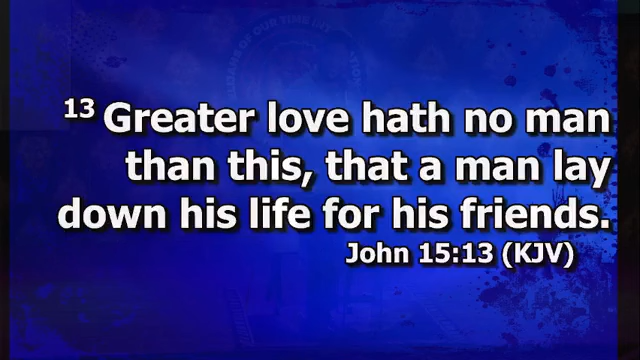 13 Greater love hath no man
than this, that a man lay
down his life for his friends.
John 15:13 (KJV)